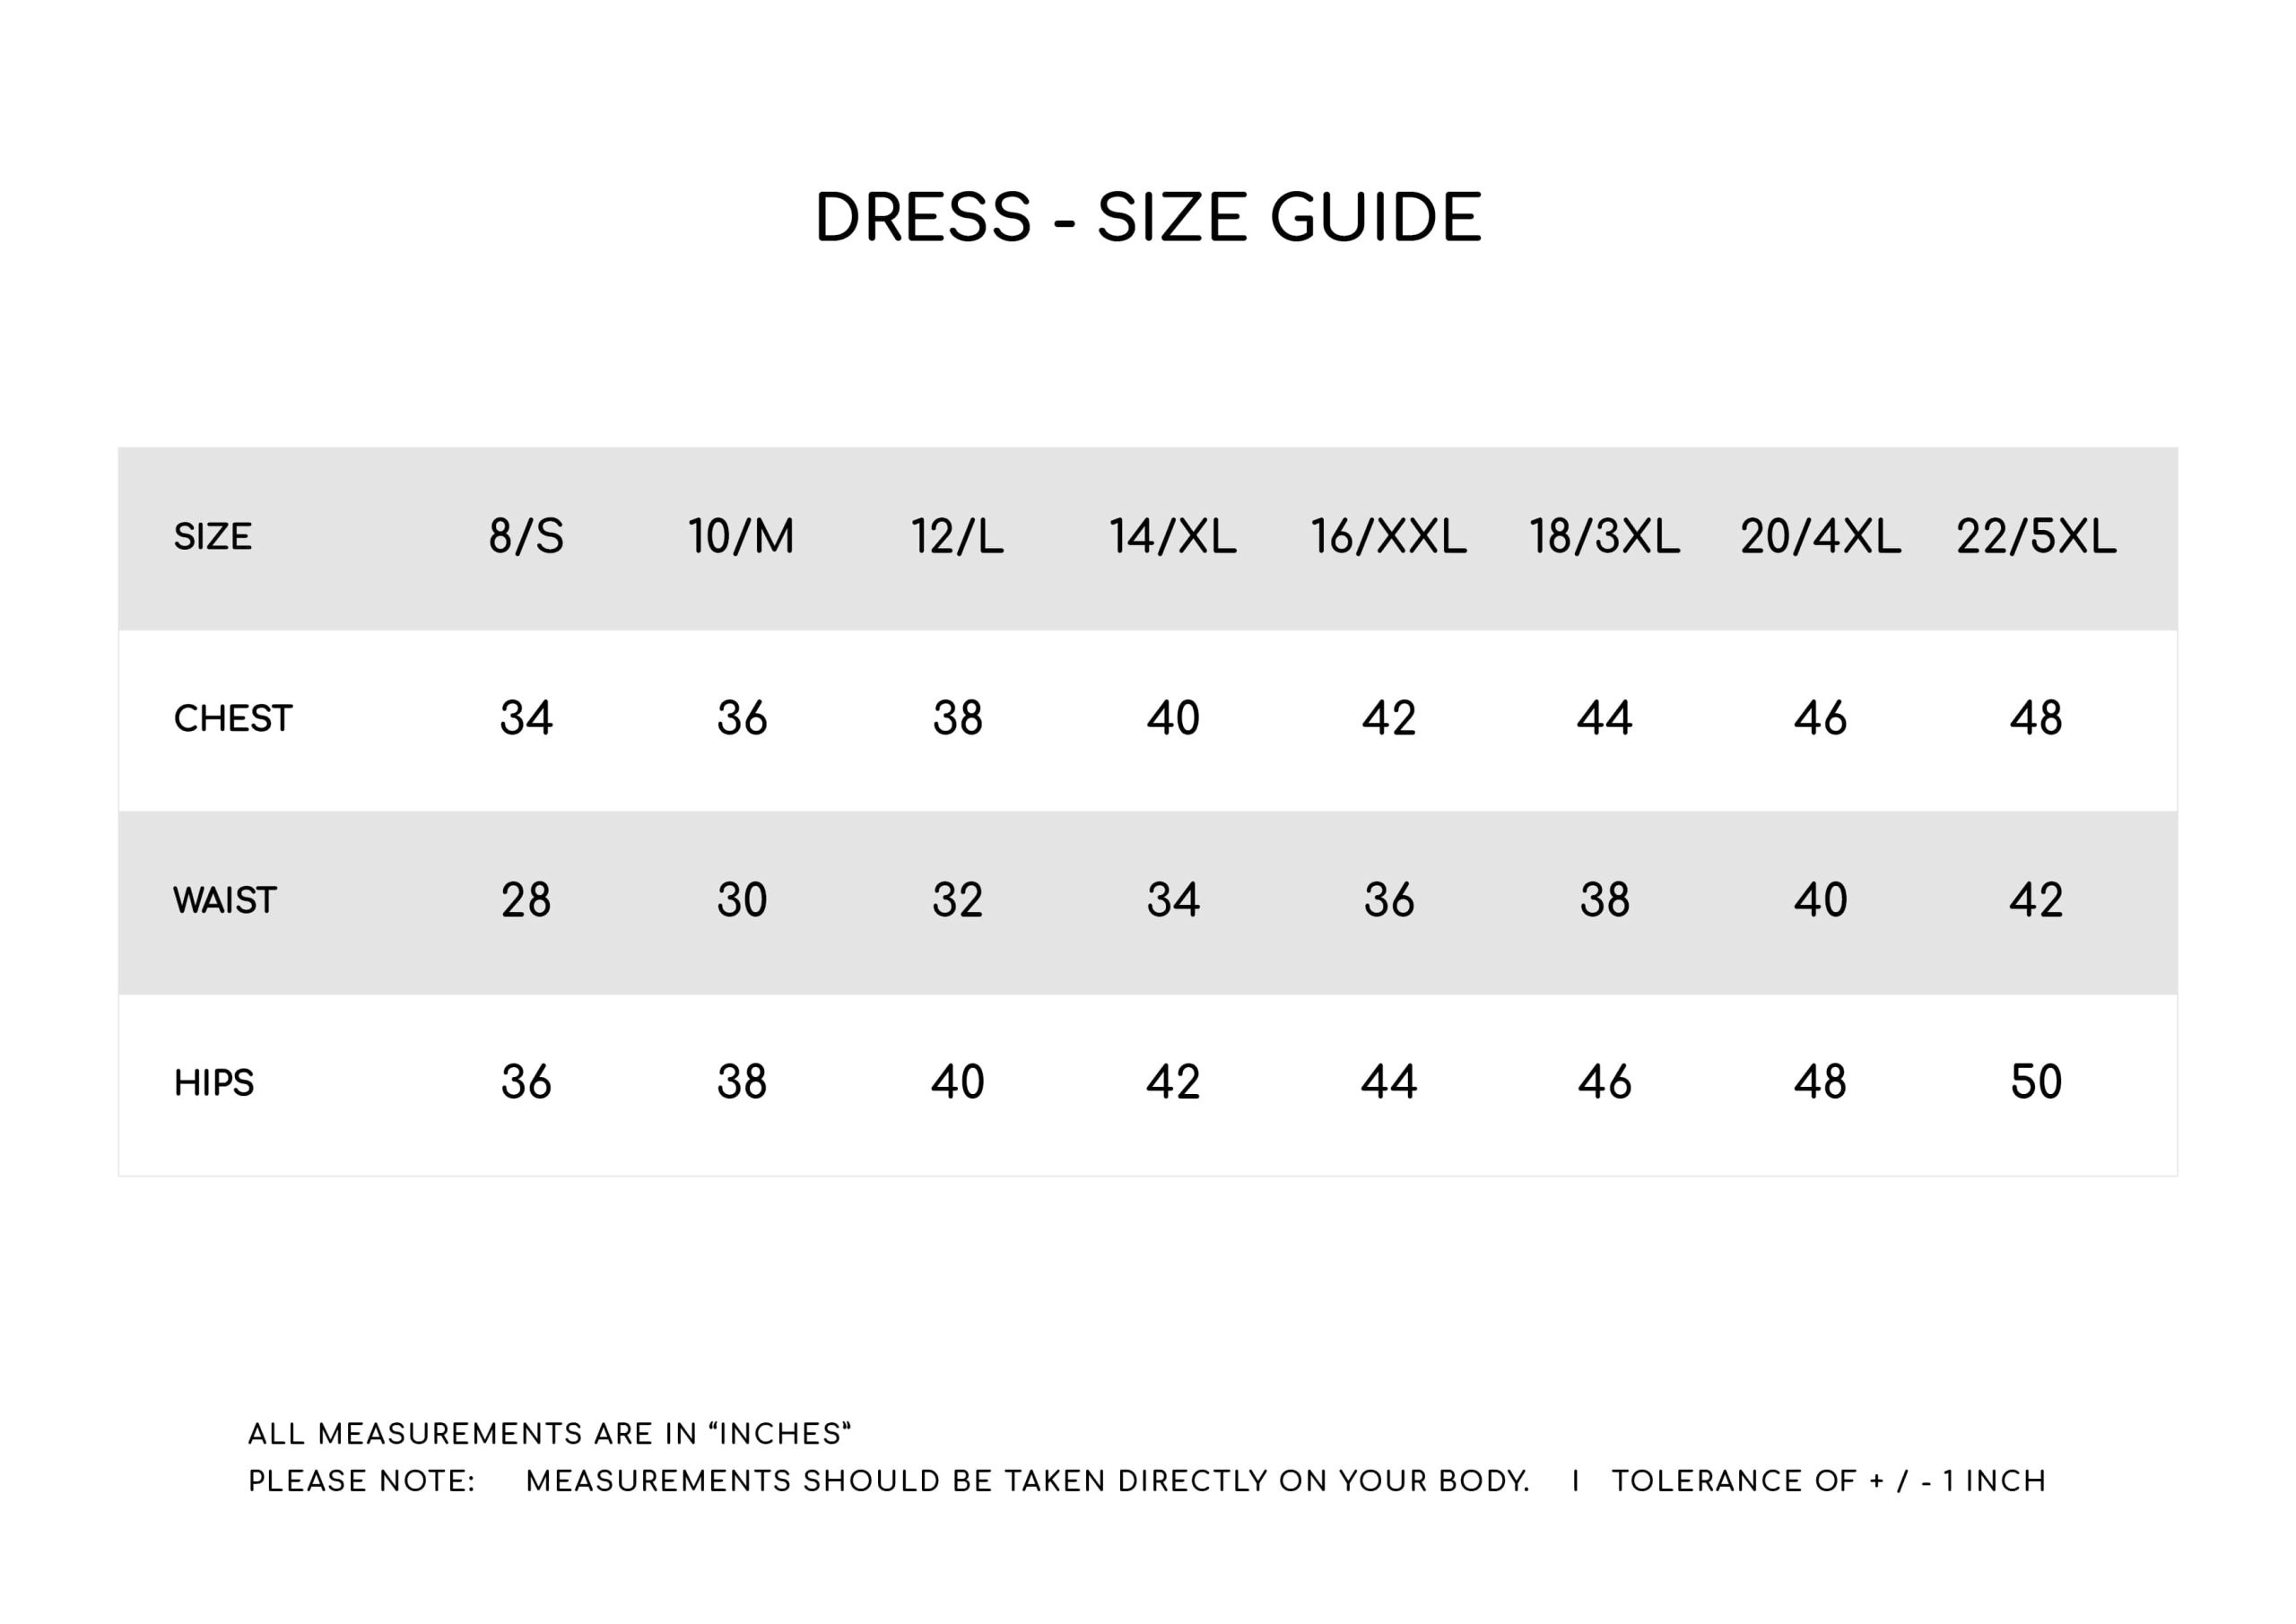 DRESS - SIZE GUIDE
SIZE 8/S 10/M 12/L 14/XL 16/XXL 18/3XL 20/4XL 22/5XL
CHEST 34 36 38 40 42 44 46 48
WAIST 28 30 32 34 36 38 40 42
HIPS 36 38 40 42 44 46 48 50
ALL MEASUREMENTS ARE IN “INCHES”
PLEASE NOTE: MEASUREMENTS SHOULD BE TAKEN DIRECTLY ON YOUR BODY. | TOLERANCE OF + / - 1 INCH